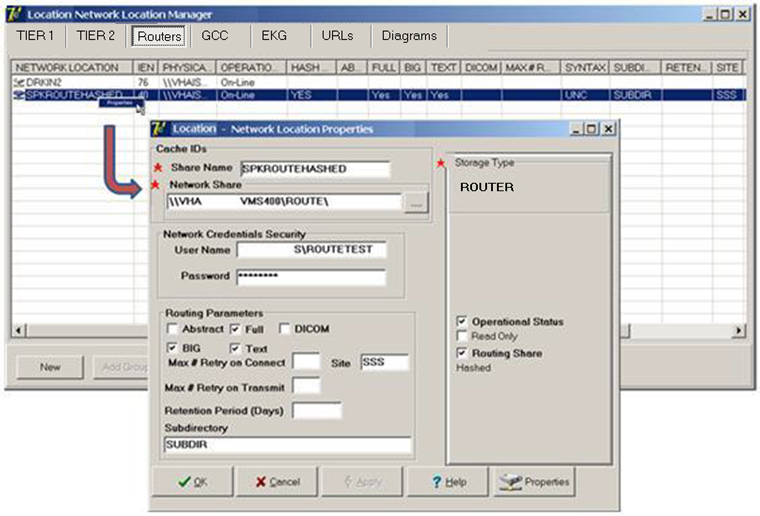 Location Network Location Manager
TIER 1 TIER 2 Routers GCC EKG URLs Diagrams
NETWORK LOCATION IEN PHYSICA... OPERATIO... HASH ... AB... FULL BIG TEXT DICOM MAX # R... SYNTAX SUBDI... RETEN... SITE
DRKIN2 76 \\VHAIS... On-Line
SPKROUTEHASHED 40 \\VHAIS... On-Line YES Yes Yes Yes UNC SUBDIR SSS
Properties
Location - Network Location Properties
Cache IDs
Share Name SPKROUTEHASHED
Network Share
\\VHA VMS400\ROUTE\ ....
Network Credentials Security
User Name S\ROUTETEST
Password ********
Routing Parameters
Abstract Full DICOM
BIG Text
Max # Retry on Connect Site SSS
Max # Retry on Transmit
Retention Period (Days)
Subdirectory
SUBDIR
Storage Type
ROUTER
Operational Status
Read Only
Routing Share
Hashed
New Add Group
OK Cancel Apply ? Help Properties